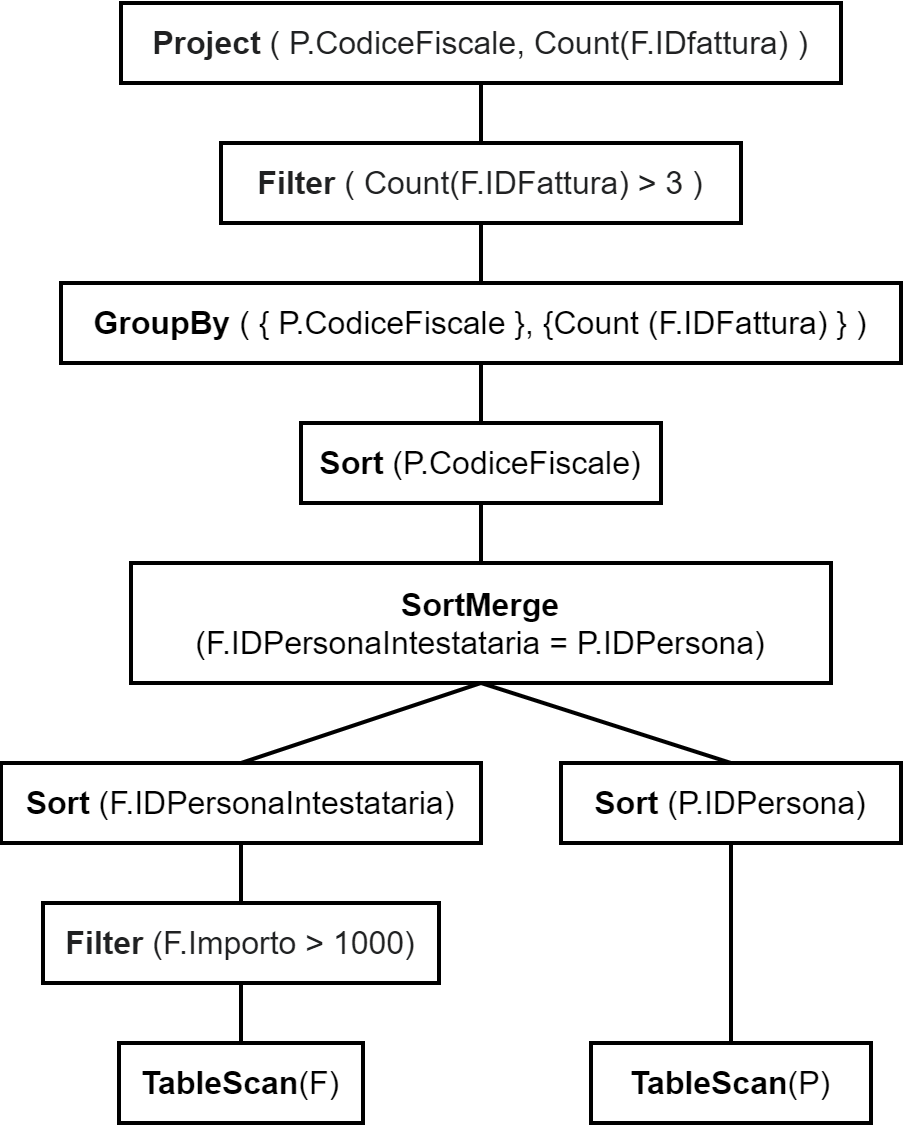 Project ( P.CodiceFiscale, Count(F.IDfattura) )
Filter ( Count(F.IDFattura) > 3 )
GroupBy ( { P.CodiceFiscale }, {Count (F.IDFattura) } )
Sort (P.CodiceFiscale)
SortMerge
(F.IDPersonaIntestataria = P.IDPersona)
Sort (F.IDPersonaIntestataria)
Sort (P.IDPersona)
Filter (F.Importo > 1000)
TableScan(F)
TableScan(P)